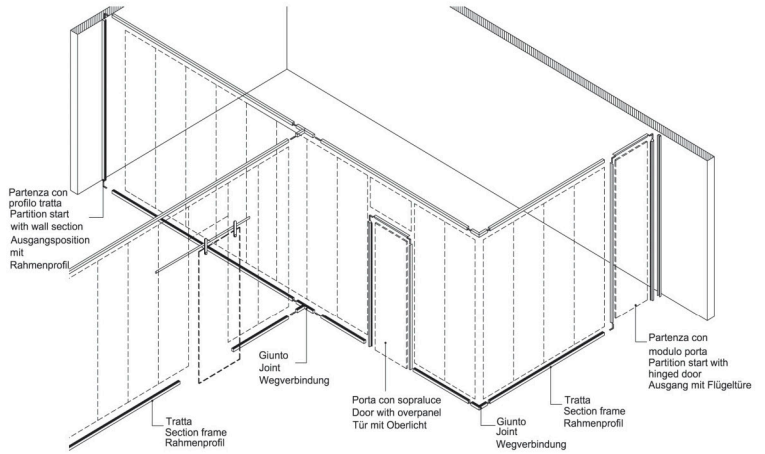 Partenza con
profilo tratta
Partition start
with wall section
Ausgangsposition
mit
Rahmenprofil
Giunto
Joint
Wegverbindung
Tratta
Section frame
Rahmenprofil
Porta con sopraluce
Door with overpanel
Tür mit Oberlicht
Giunto
Joint
Wegverbindung
Tratta
Section frame
Rahmenprofil
Partenza con
modulo porta
Partition start with
hinged door
Ausgang mit Flügeltüre